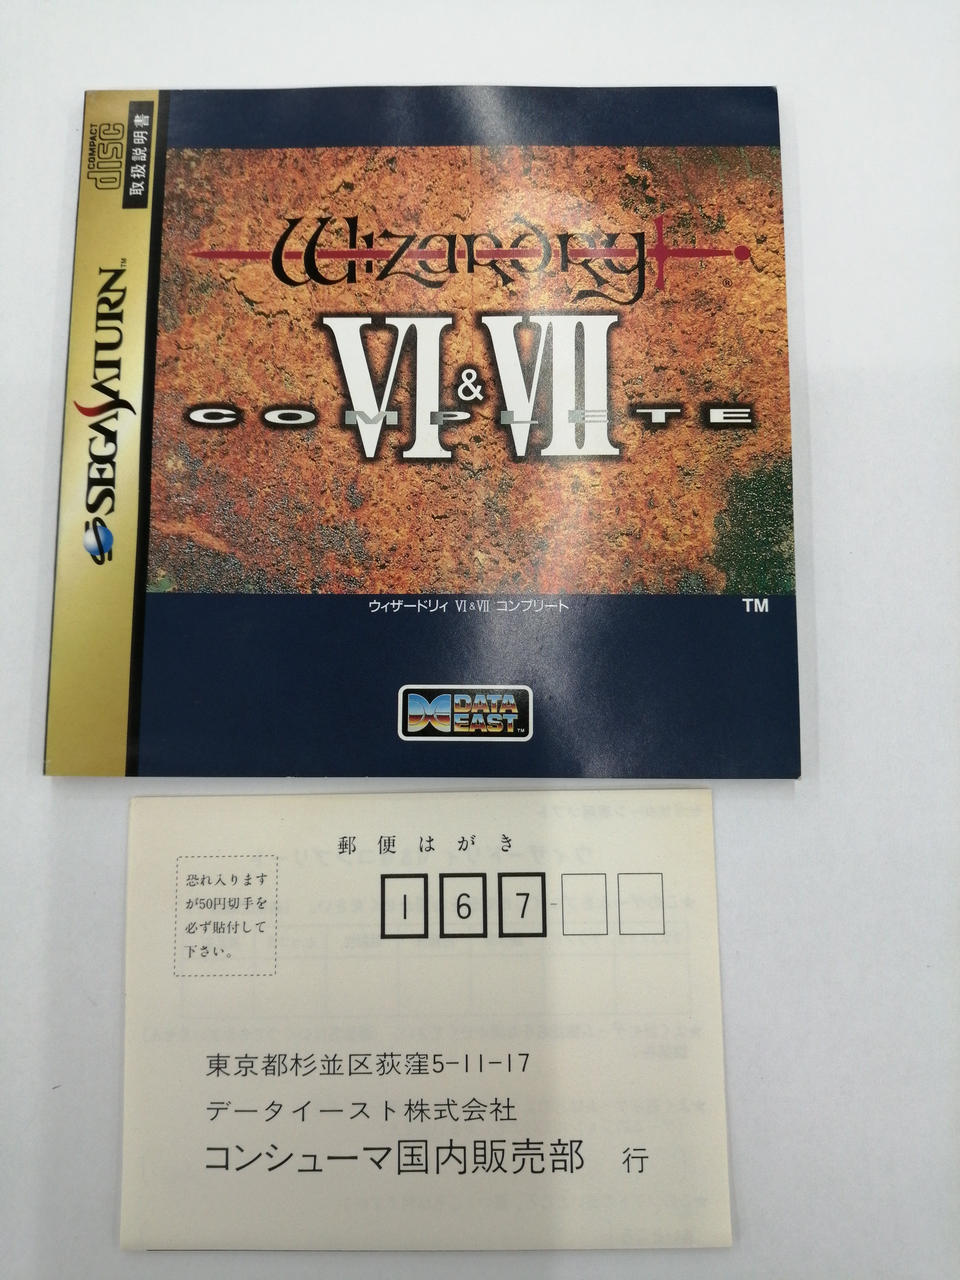 COMPACT
disc
取扱説明書
SEGA SATURN™
Wizardry®
VI & VII
COMPLETE
ウィザードリィ VI&VII コンプリート
TM
DATA
EAST™
郵便はがき
恐れ入ります
が50円切手を
必ず貼付して
下さい。
167-
東京都杉並区荻窪5-11-17
データイースト株式会社
コンシューマ国内販売部 行